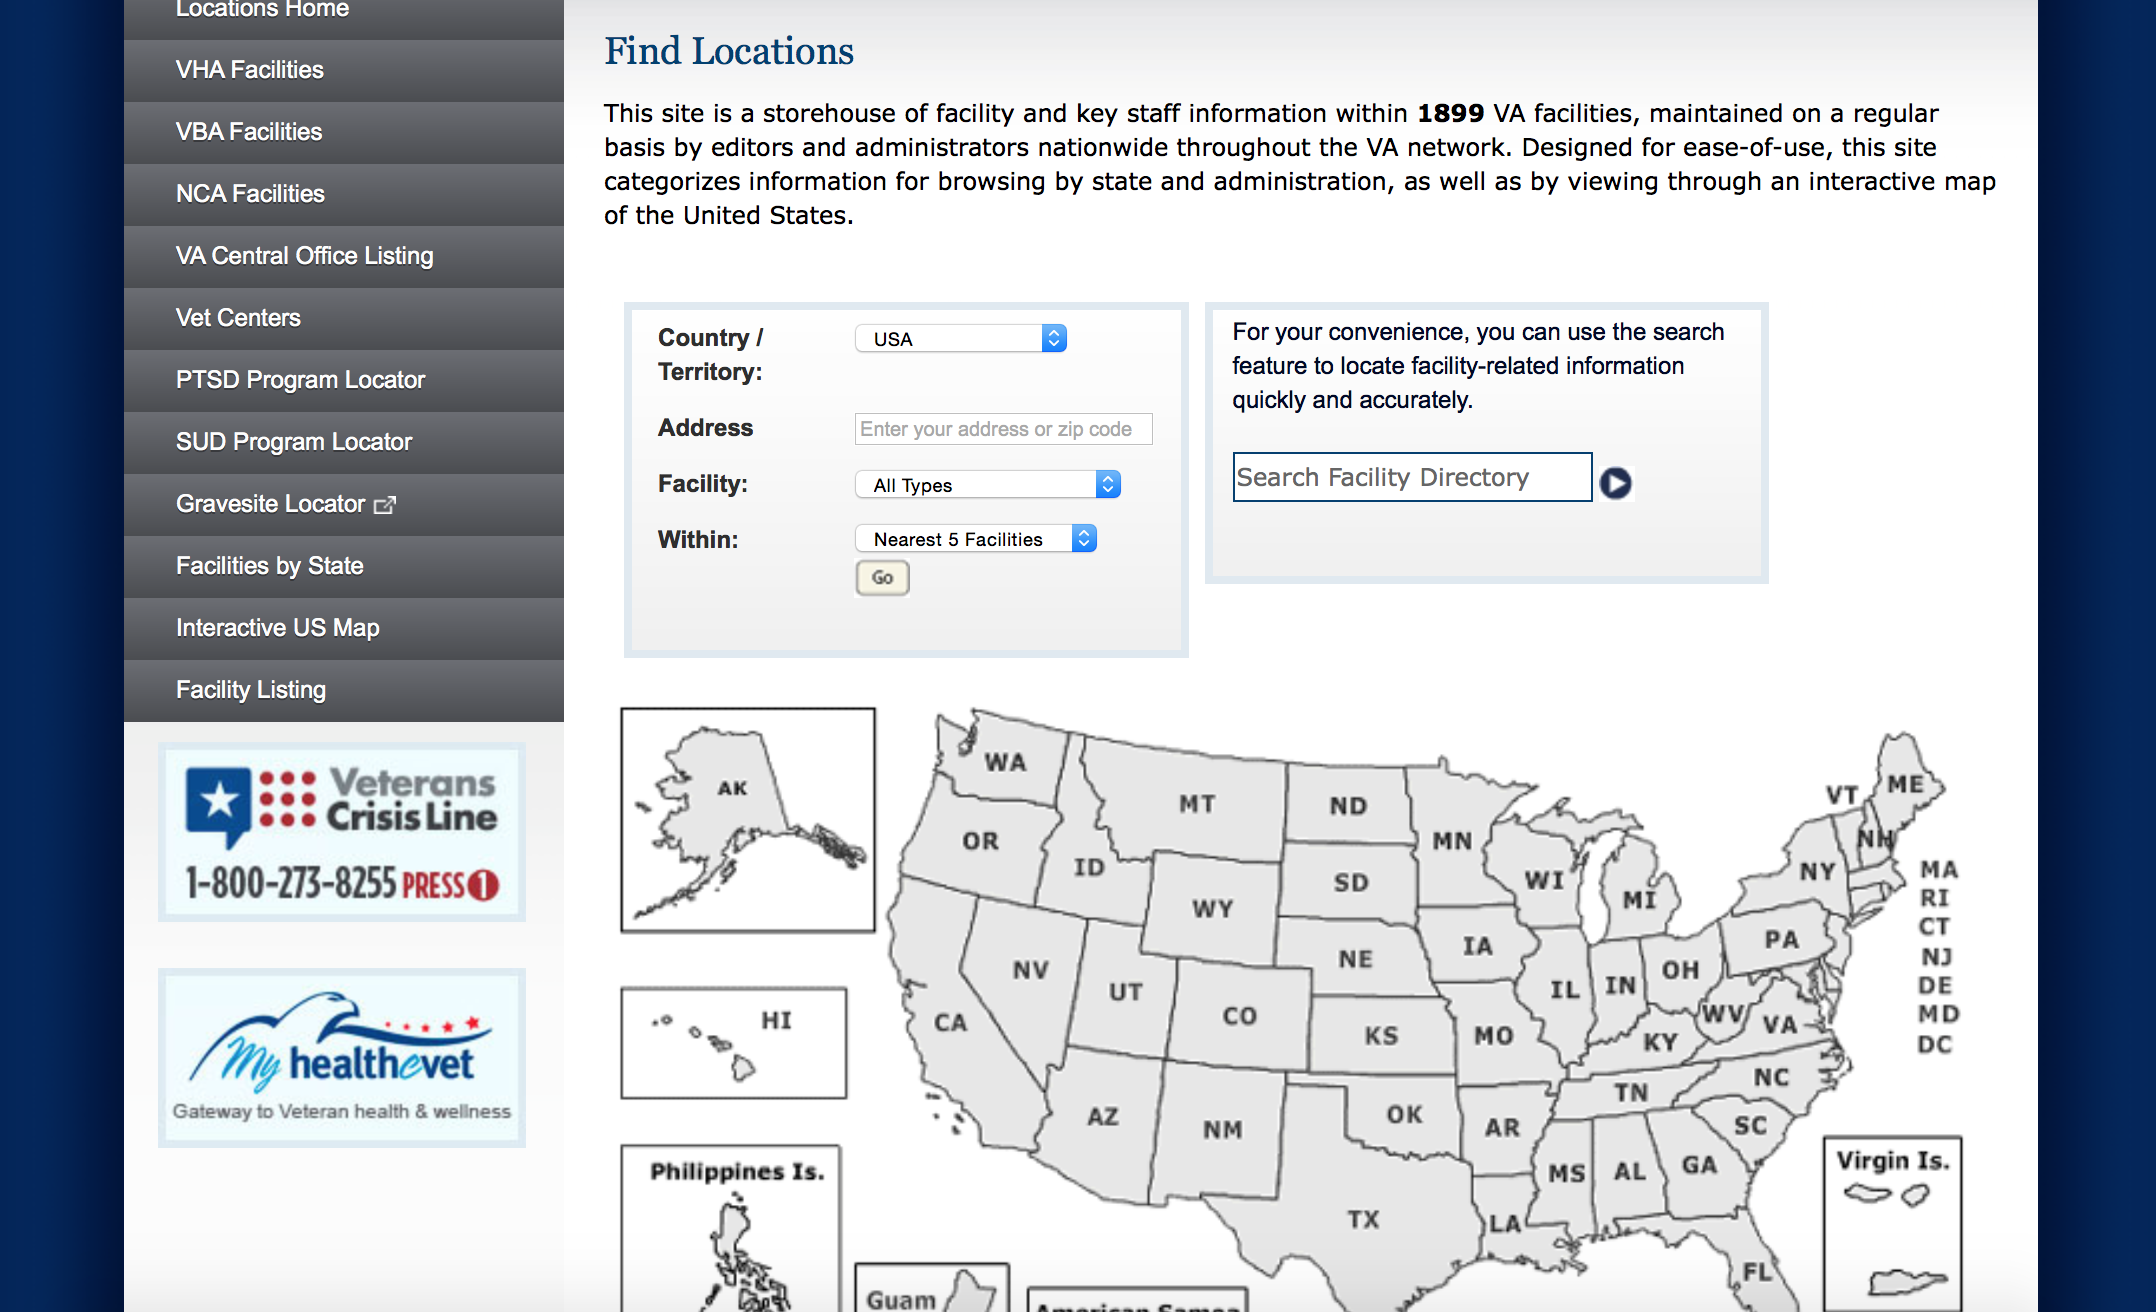 Locations Home
VHA Facilities
VBA Facilities
NCA Facilities
VA Central Office Listing
Vet Centers
PTSD Program Locator
SUD Program Locator
Gravesite Locator
Facilities by State
Interactive US Map
Facility Listing
Veterans
Crisis Line
1-800-273-8255 PRESS 1
My healthevet
Gateway to Veteran health & wellness
Find Locations
This site is a storehouse of facility and key staff information within 1899 VA facilities, maintained on a regular
basis by editors and administrators nationwide throughout the VA network. Designed for ease-of-use, this site
categorizes information for browsing by state and administration, as well as by viewing through an interactive map
of the United States.
Country /
Territory:
USA
Address
Enter your address or zip code
Facility:
All Types
Within:
Nearest 5 Facilities
Go
For your convenience, you can use the search
feature to locate facility-related information
quickly and accurately.
Search Facility Directory
AK
HI
Philippines Is.
Guam
American Samoa
Virgin Is.
WA
MT
ND
MN
VT
ME
OR
ID
SD
WI
MI
NY
NH
MA
RI
CT
NJ
DE
MD
DC
WY
NE
IA
PA
NV
UT
CO
IL
IN
OH
WV
VA
CA
KS
MO
KY
NC
TN
AZ
NM
OK
AR
SC
MS
AL
GA
TX
LA
FL